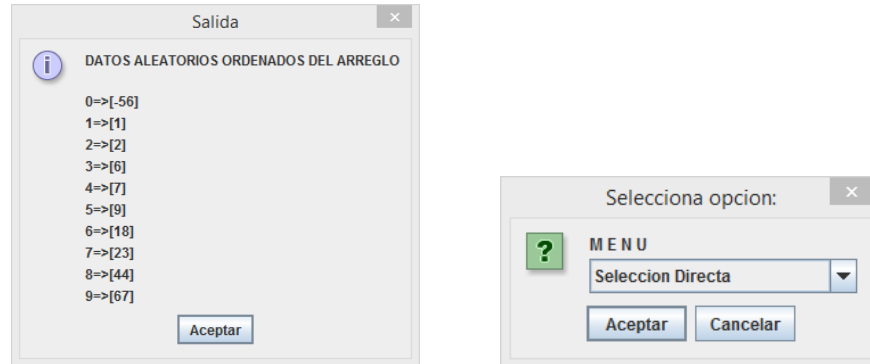 Salida
DATOS ALEATORIOS ORDENADOS DEL ARREGLO
0=>[-56]
1=>[1]
2=>[2]
3=>[6]
4=>[7]
5=>[9]
6=>[18]
7=>[23]
8=>[44]
9=>[67]
Aceptar
Selecciona opcion:
M E N U
Seleccion Directa
Aceptar Cancelar